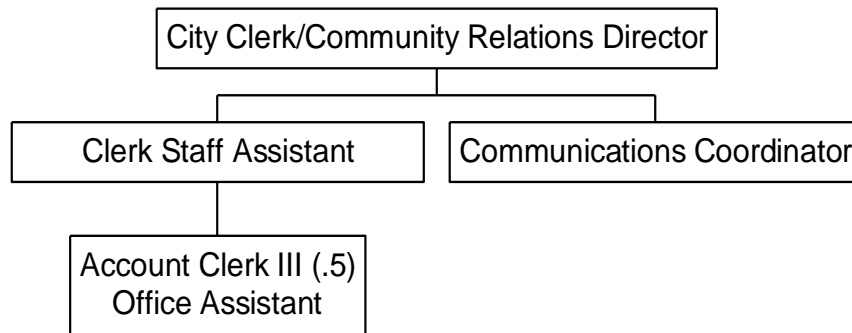 City Clerk/Community Relations Director
Clerk Staff Assistant
Communications Coordinator
Account Clerk III (.5)
Office Assistant